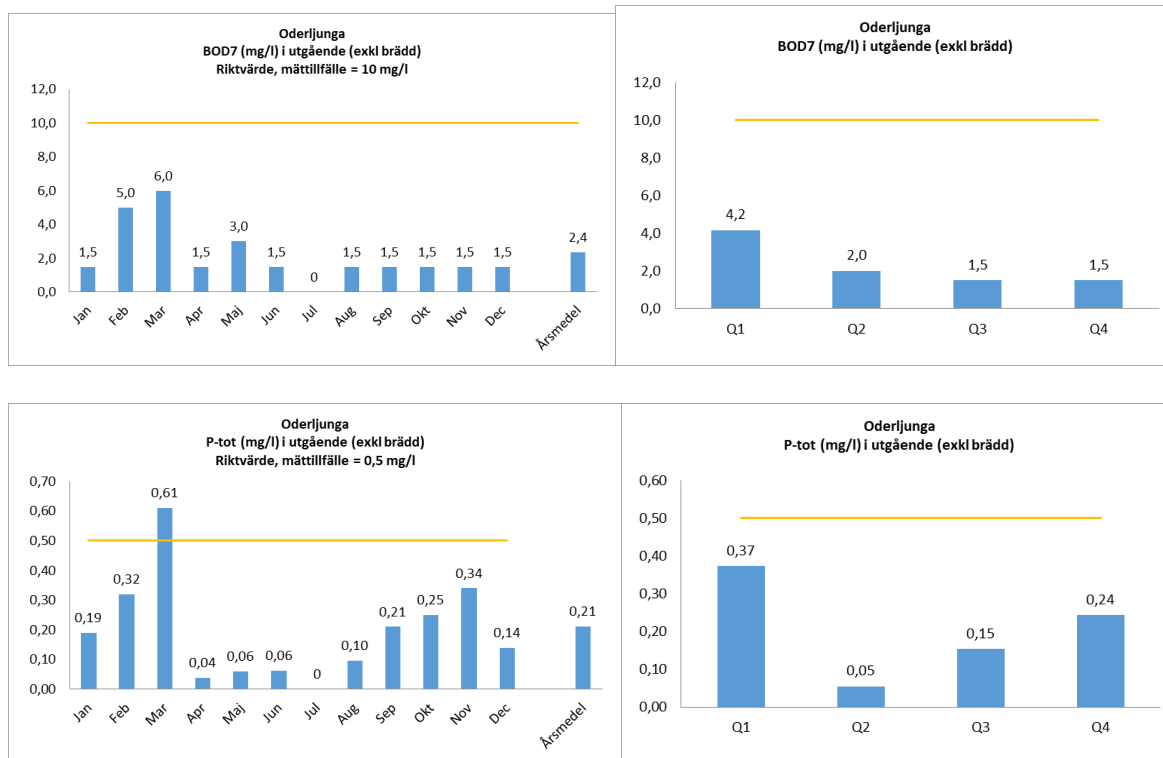 Oderljunga
BOD7 (mg/l) i utgående (exkl brädd)
Riktvärde, mättillfälle = 10 mg/l
12,0
10,0
8,0
6,0
4,0
2,0
0,0
1,5
5,0
6,0
1,5
3,0
1,5
0
1,5
1,5
1,5
1,5
1,5
2,4
Jan
Feb
Mar
Apr
Maj
Jun
Jul
Aug
Sep
Okt
Nov
Dec
Årsmedel
Oderljunga
BOD7 (mg/l) i utgående (exkl brädd)
12,0
10,0
8,0
6,0
4,0
2,0
0,0
4,2
2,0
1,5
1,5
Q1
Q2
Q3
Q4
Oderljunga
P-tot (mg/l) i utgående (exkl brädd)
Riktvärde, mättillfälle = 0,5 mg/l
0,70
0,60
0,50
0,40
0,30
0,20
0,10
0,00
0,19
0,32
0,61
0,04
0,06
0,06
0
0,10
0,21
0,25
0,34
0,14
0,21
Jan
Feb
Mar
Apr
Maj
Jun
Jul
Aug
Sep
Okt
Nov
Dec
Årsmedel
Oderljunga
P-tot (mg/l) i utgående (exkl brädd)
0,60
0,50
0,40
0,30
0,20
0,10
0,00
0,37
0,05
0,15
0,24
Q1
Q2
Q3
Q4